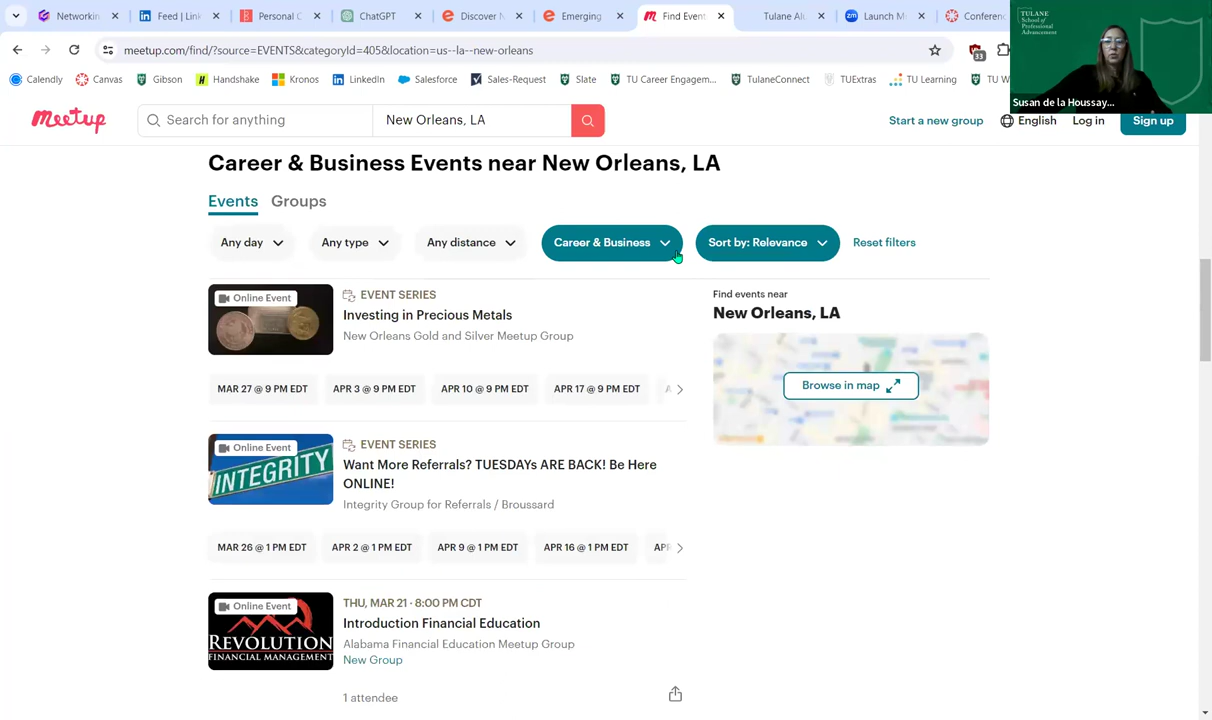 Networkin
Feed | Link
Personal C
ChatGPT
Discover N
Emerging
Find Event
Tulane Alu
Launch M
Conferenc
TULANE
School of
Professional
Advancement
meetup.com/find/?source=EVENTS&categoryId=405&location=us--la--new-orleans
33
Calendly
Canvas
Gibson
Handshake
Kronos
LinkedIn
Salesforce
Sales-Request
Slate
TU Career Engagem...
TulaneConnect
TUExtras
TU Learning
TU W
Susan de la Houssay...
meetup
Search for anything
New Orleans, LA
Start a new group
English
Log in
Sign up
Career & Business Events near New Orleans, LA
Events
Groups
Any day
Any type
Any distance
Career & Business
Sort by: Relevance
Reset filters
Online Event
EVENT SERIES
Investing in Precious Metals
New Orleans Gold and Silver Meetup Group
MAR 27 @ 9 PM EDT
APR 3 @ 9 PM EDT
APR 10 @ 9 PM EDT
APR 17 @ 9 PM EDT
A
Find events near
New Orleans, LA
Browse in map
Online Event
INTEGRITY
EVENT SERIES
Want More Referrals? TUESDAYs ARE BACK! Be Here
ONLINE!
Integrity Group for Referrals / Broussard
MAR 26 @ 1 PM EDT
APR 2 @ 1 PM EDT
APR 9 @ 1 PM EDT
APR 16 @ 1 PM EDT
APR
Online Event
REVOLUTION
FINANCIAL MANAGEMENT
THU, MAR 21 · 8:00 PM CDT
Introduction Financial Education
Alabama Financial Education Meetup Group
New Group
1 attendee